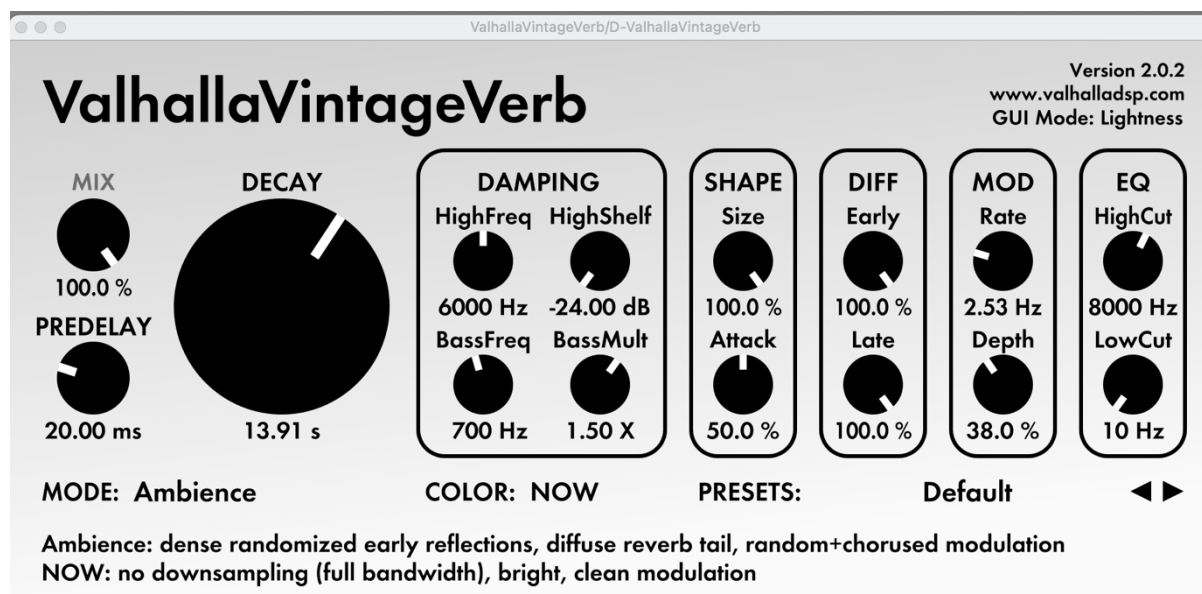 ValhallaVintageVerb/D-ValhallaVintageVerb
ValhallaVintageVerb
Version 2.0.2
www.valhalladsp.com
GUI Mode: Lightness
MIX
100.0 %
PREDELAY
20.00 ms
DECAY
13.91 s
DAMPING
HighFreq HighShelf
6000 Hz -24.00 dB
BassFreq BassMult
700 Hz 1.50 X
SHAPE
Size
100.0 %
Attack
50.0 %
DIFF
Early
100.0 %
Late
100.0 %
MOD
Rate
2.53 Hz
Depth
38.0 %
EQ
HighCut
8000 Hz
LowCut
10 Hz
MODE: Ambience COLOR: NOW PRESETS: Default
Ambience: dense randomized early reflections, diffuse reverb tail, random+chorused modulation
NOW: no downsampling (full bandwidth), bright, clean modulation